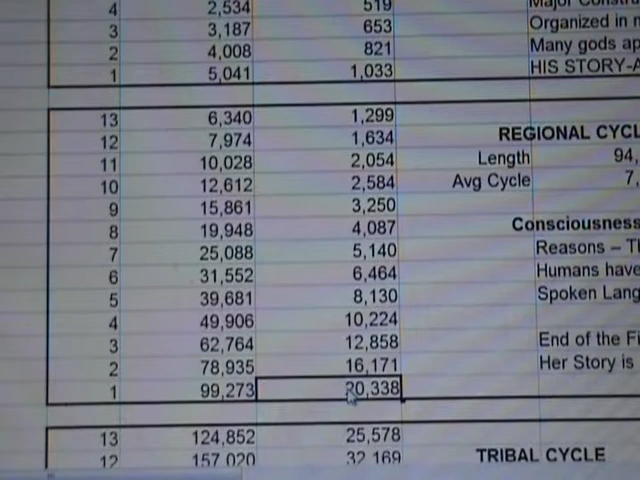 4 2,534 519
3 3,187 653 Organized in
2 4,008 821 Many gods
1 5,041 1,033 HIS STORY-
13 6,340 1,299
12 7,974 1,634 REGIONAL
11 10,028 2,054 Length 94,
10 12,612 2,584 Avg Cycle 7,
9 15,861 3,250
8 19,948 4,087 Consciousness
7 25,088 5,140 Reasons –
6 31,552 6,464 Humans have
5 39,681 8,130 Spoken
4 49,906 10,224
3 62,764 12,858 End of the
2 78,935 16,171 Her Story is
1 99,273 20,338
13 124,852 25,578
12 157,020 32,169 TRIBAL CYCLE